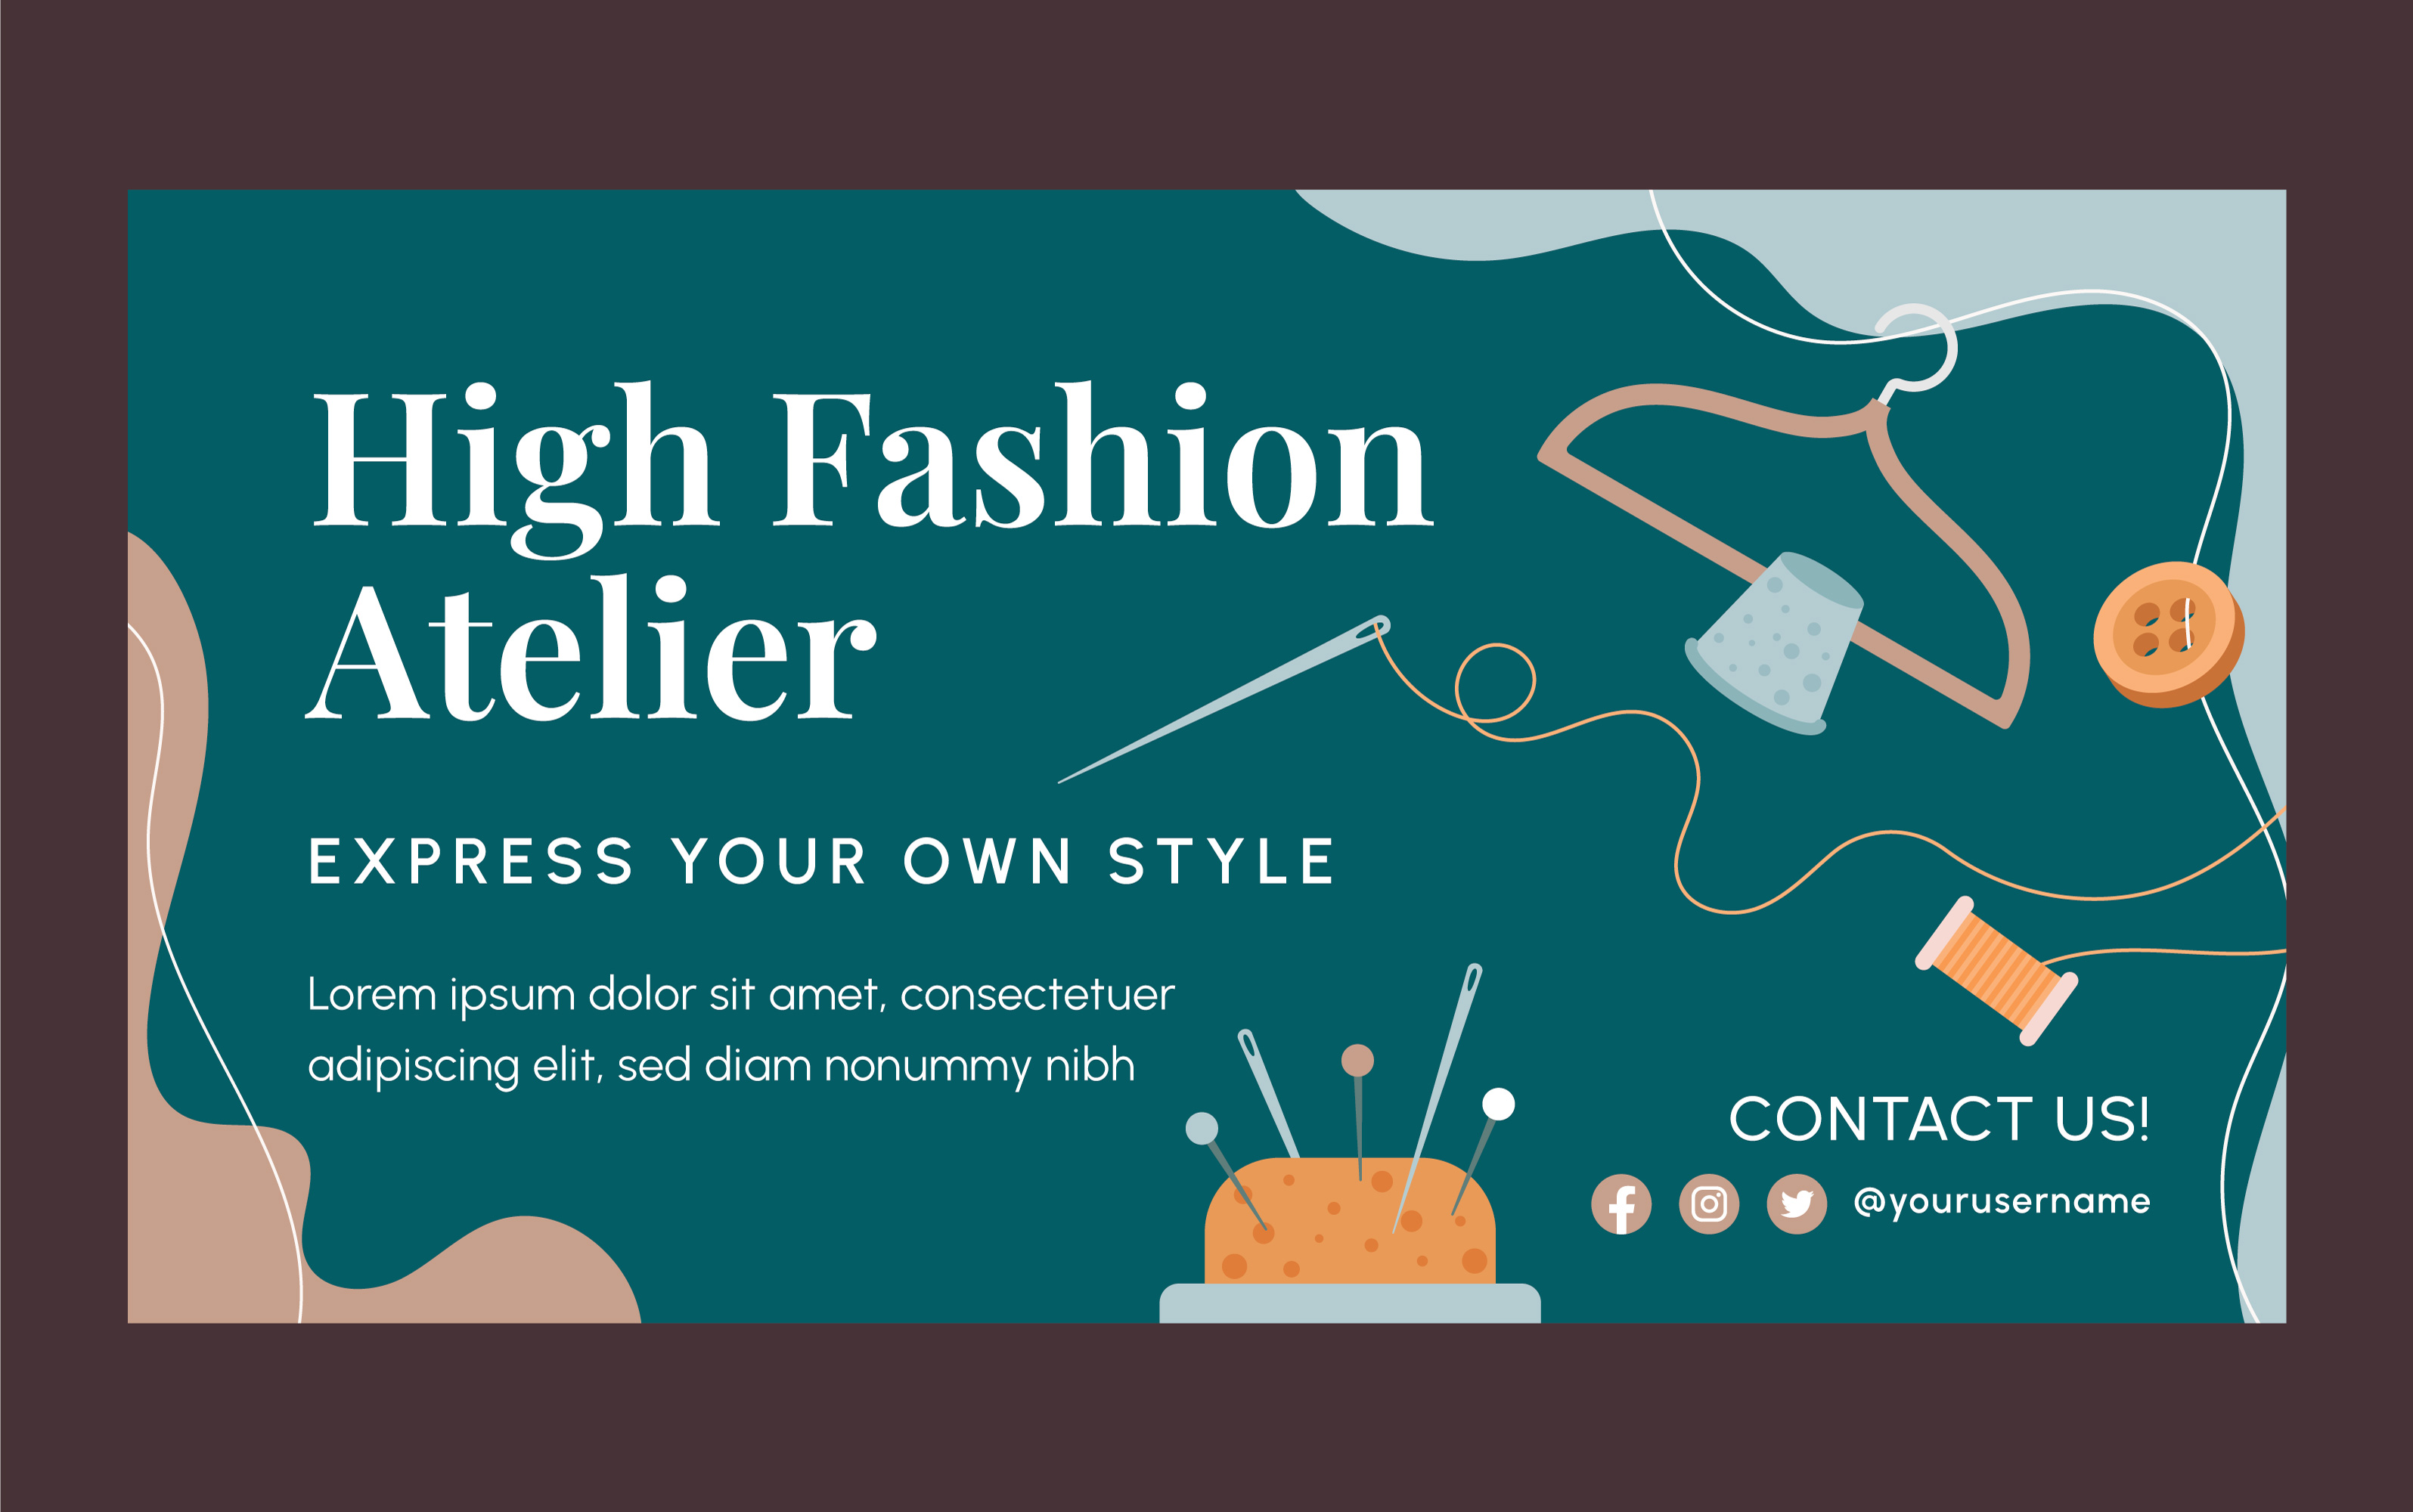 High Fashion
Atelier
EXPRESS YOUR OWN STYLE
Lorem ipsum dolor sit amet, consectetuer
adipiscing elit, sed diam nonummy nibh
CONTACT US!
@yourusername